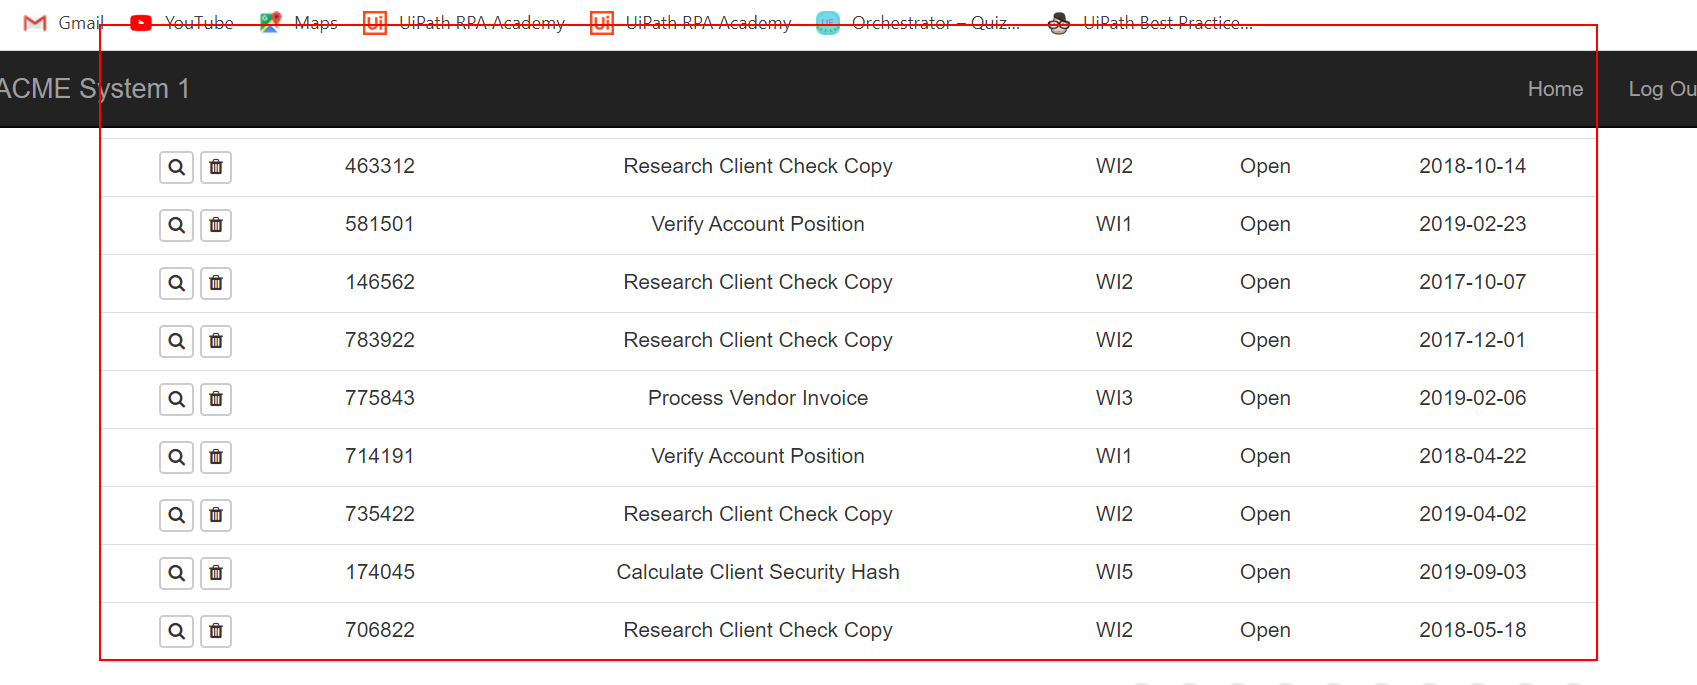 Gmail YouTube Maps UiPath RPA Academy UiPath RPA Academy Orchestrator – Quiz... UiPath Best Practice...
ACME System 1 Home Log Ou
463312 Research Client Check Copy WI2 Open 2018-10-14
581501 Verify Account Position WI1 Open 2019-02-23
146562 Research Client Check Copy WI2 Open 2017-10-07
783922 Research Client Check Copy WI2 Open 2017-12-01
775843 Process Vendor Invoice WI3 Open 2019-02-06
714191 Verify Account Position WI1 Open 2018-04-22
735422 Research Client Check Copy WI2 Open 2019-04-02
174045 Calculate Client Security Hash WI5 Open 2019-09-03
706822 Research Client Check Copy WI2 Open 2018-05-18